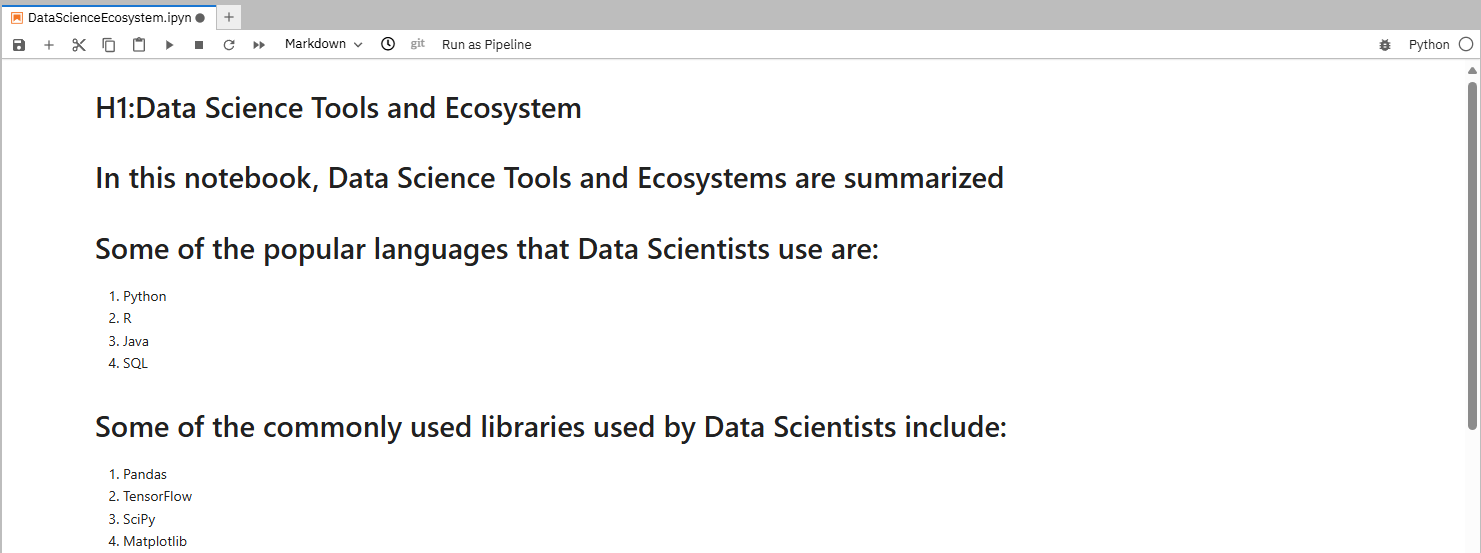 DataScienceEcosystem.ipyn
Markdown git Run as Pipeline Python
H1:Data Science Tools and Ecosystem
In this notebook, Data Science Tools and Ecosystems are summarized
Some of the popular languages that Data Scientists use are:
1. Python
2. R
3. Java
4. SQL
Some of the commonly used libraries used by Data Scientists include:
1. Pandas
2. TensorFlow
3. SciPy
4. Matplotlib